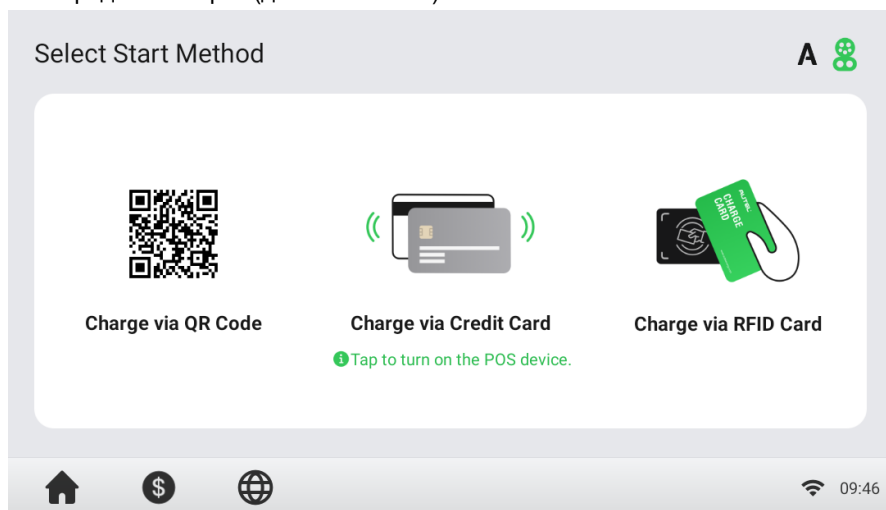 Select Start Method
A
AUTEL
CHARGE
CARD
Charge via QR Code
Charge via Credit Card
Charge via RFID Card
Tap to turn on the POS device.
09:46